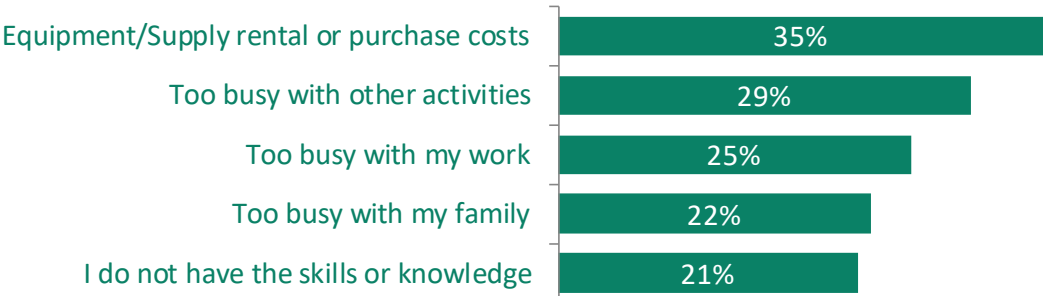 Equipment/Supply rental or purchase costs 35%
Too busy with other activities 29%
Too busy with my work 25%
Too busy with my family 22%
I do not have the skills or knowledge 21%